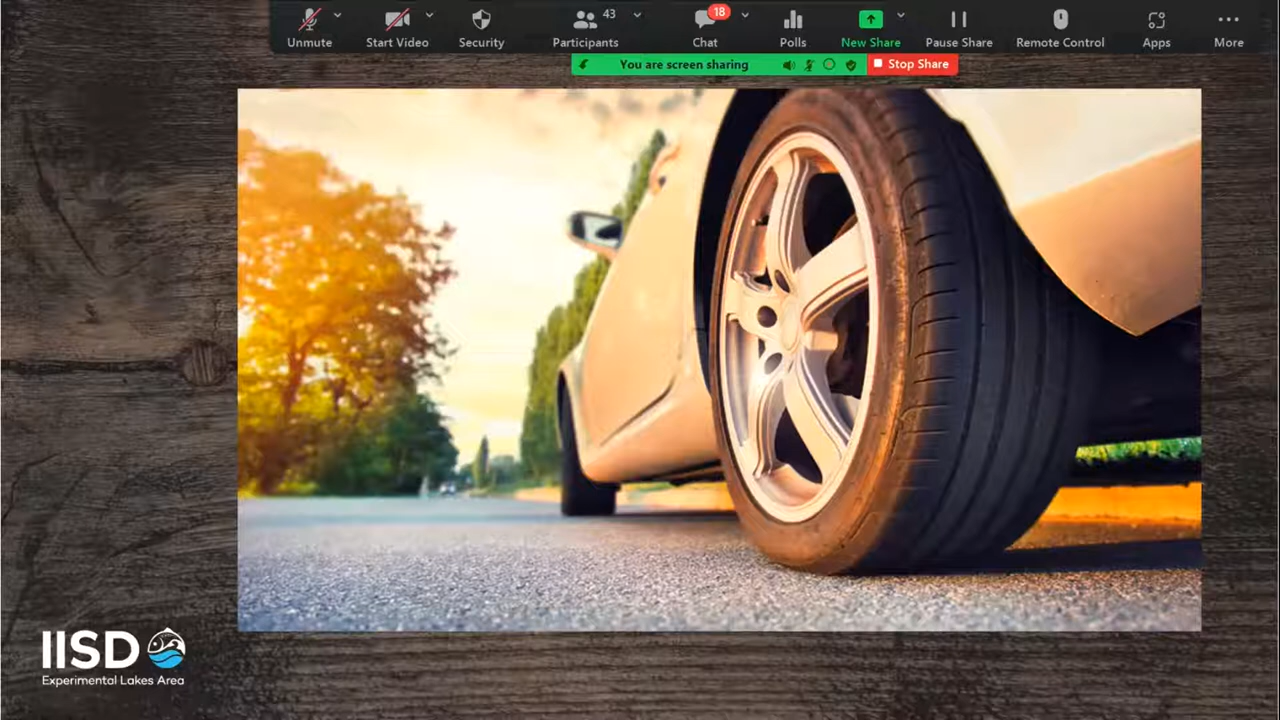 Unmute
Start Video
Security
43
Participants
18
Chat
Polls
New Share
Pause Share
Remote Control
Apps
More
You are screen sharing
Stop Share
IISD
Experimental Lakes Area